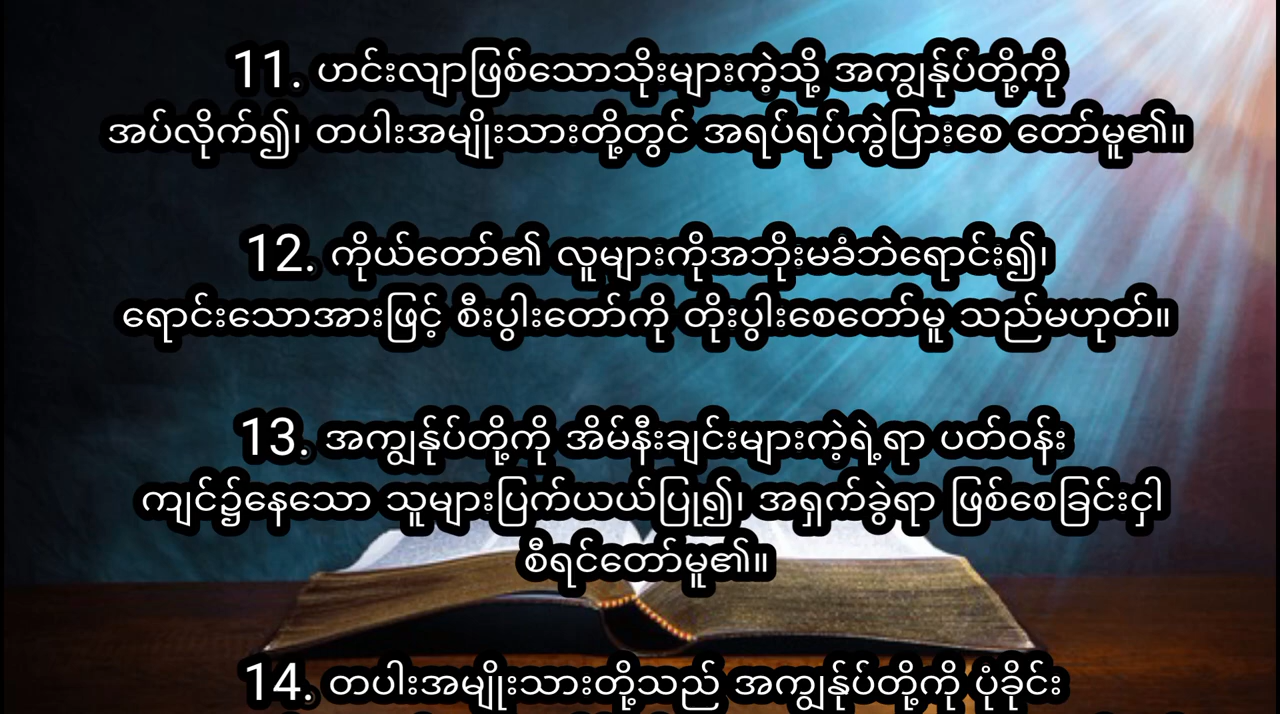 11. ဟင်းလျာဖြစ်သောသိုးများကဲ့သို့ အကျွန်ုပ်တို့ကို
အပ်လိုက်၍၊ တပါးအမျိုးသားတို့တွင် အရပ်ရပ်ကွဲပြားစေ တော်မူ၏။
12. ကိုယ်တော်၏ လူများကိုအဘိုးမခံဘဲရောင်း၍၊
ရောင်းသောအားဖြင့် စီးပွါးတော်ကို တိုးပွါးစေတော်မူ သည်မဟုတ်။
13. အကျွန်ုပ်တို့ကို အိမ်နီးချင်းများကဲ့ရဲ့ရာ ပတ်ဝန်း
ကျင်၌နေသော သူများပြက်ယယ်ပြု၍၊ အရှက်ခွဲရာ ဖြစ်စေခြင်းငှါ
စီရင်တော်မူ၏။
14. တပါးအမျိုးသားတို့သည် အကျွန်ုပ်တို့ကို ပုံခိုင်း